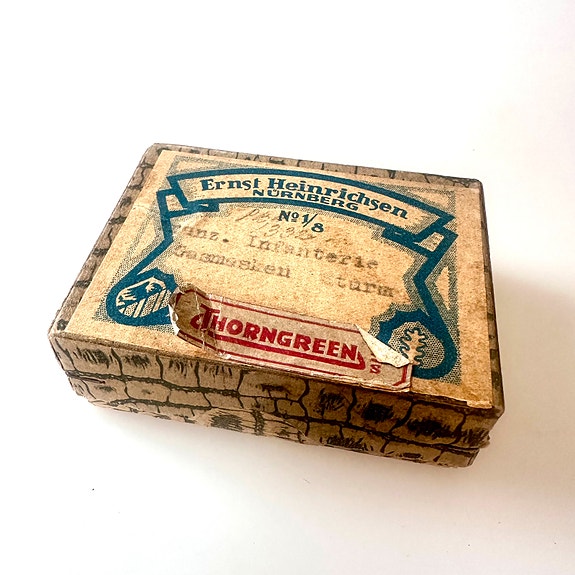 Ernst Heinrichsen
NÜRNBERG
Nº 1/8
Infanterie
Gasmasken Sturm
THORNGREEN
S